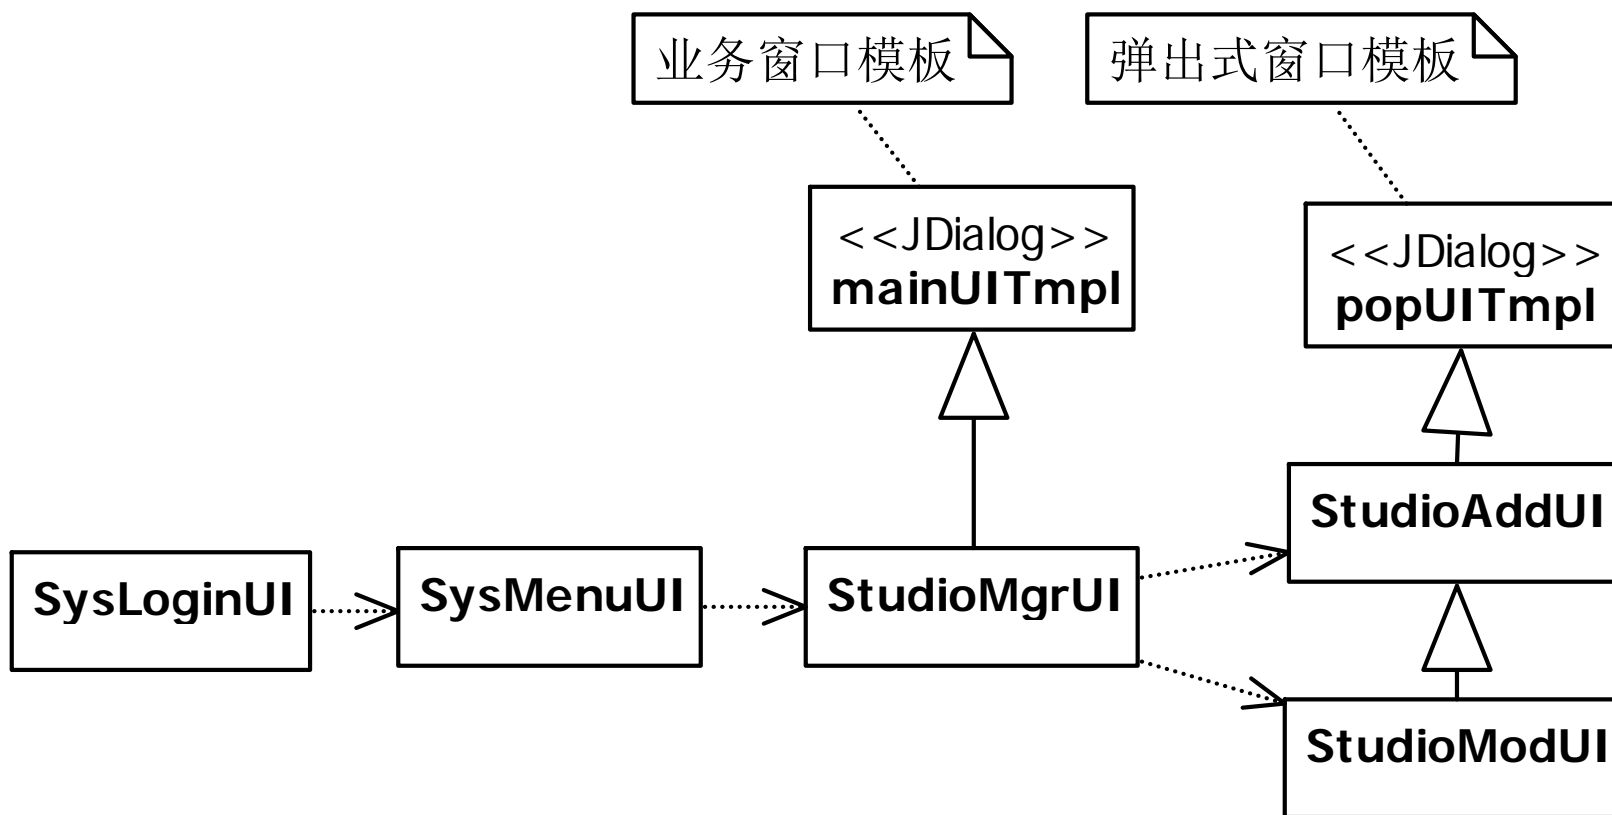 业务窗口模板
弹出式窗口模板
<<JDialog>>
mainUITmpl
<<JDialog>>
popUITmpl
StudioAddUI
SysLoginUI
SysMenuUI
StudioMgrUI
StudioModUI